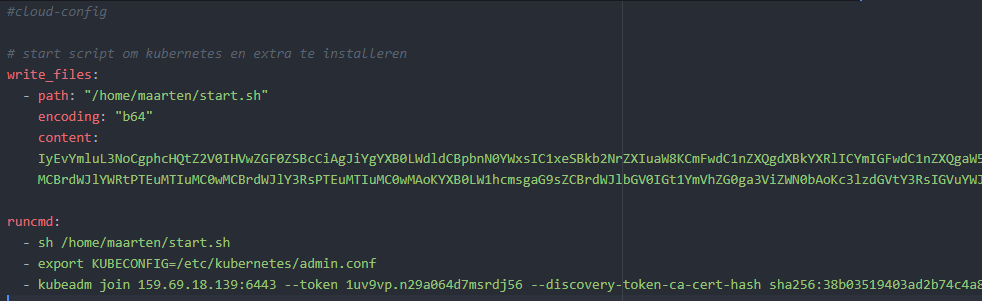 #cloud-config
# start script om kubernetes en extra te installeren
write_files:
- path: "/home/maarten/start.sh"
encoding: "b64"
content:
IyEvYmluL3NoCgphcHQtZ2V0IHVwZGF0ZSBcCiAgJiYgYXB0LWdldCBpbnN0YWxsIC1xeSBkb2NrZXIuaW8KCmFwdC1nZXQgdXBkYXRlICYmIGFwdC1nZXQgaW5
MCBrdWJlYWRtPTEuMTIuMC0wMCBrdWJlY3RsPTEuMTIuMC0wMAoKYXB0LW1hcmsgaG9sZCBrdWJlbGV0IGt1YmVhZG0ga3ViZWN0bAoKc3lzdGVtY3RsIGVuYWJ
runcmd:
- sh /home/maarten/start.sh
- export KUBECONFIG=/etc/kubernetes/admin.conf
- kubeadm join 159.69.18.139:6443 --token 1uv9vp.n29a064d7msrdj56 --discovery-token-ca-cert-hash sha256:38b03519403ad2b74c4a8